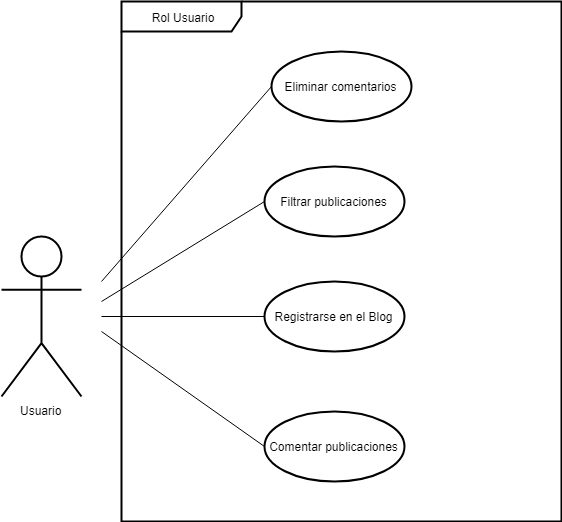 Rol Usuario
Eliminar comentarios
Filtrar publicaciones
Registrarse en el Blog
Usuario
Comentar publicaciones